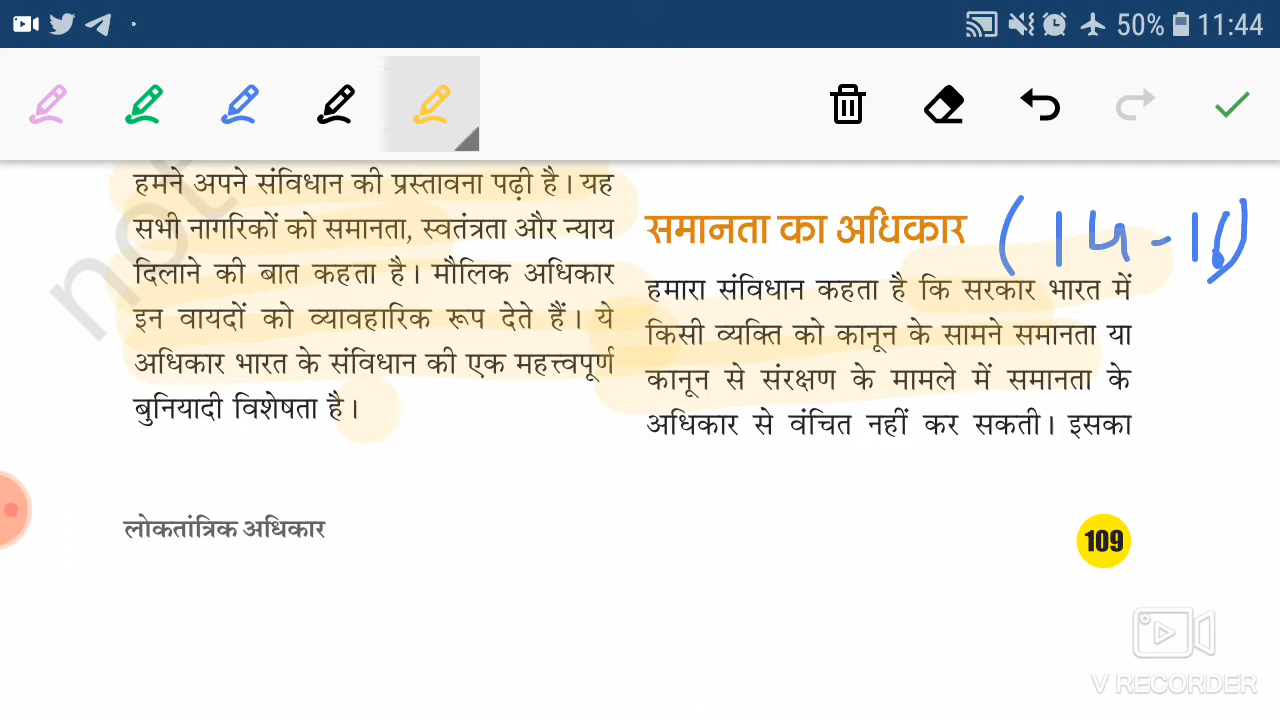 50% 11:44
not
हमने अपने संविधान की प्रस्तावना पढ़ी है। यह
सभी नागरिकों को समानता, स्वतंत्रता और न्याय
दिलाने की बात कहता है। मौलिक अधिकार
इन वायदों को व्यावहारिक रूप देते हैं। ये
अधिकार भारत के संविधान की एक महत्त्वपूर्ण
बुनियादी विशेषता है।
समानता का अधिकार (14-18)
हमारा संविधान कहता है कि सरकार भारत में
किसी व्यक्ति को कानून के सामने समानता या
कानून से संरक्षण के मामले में समानता के
अधिकार से वंचित नहीं कर सकती। इसका
लोकतांत्रिक अधिकार
109
V RECORDER